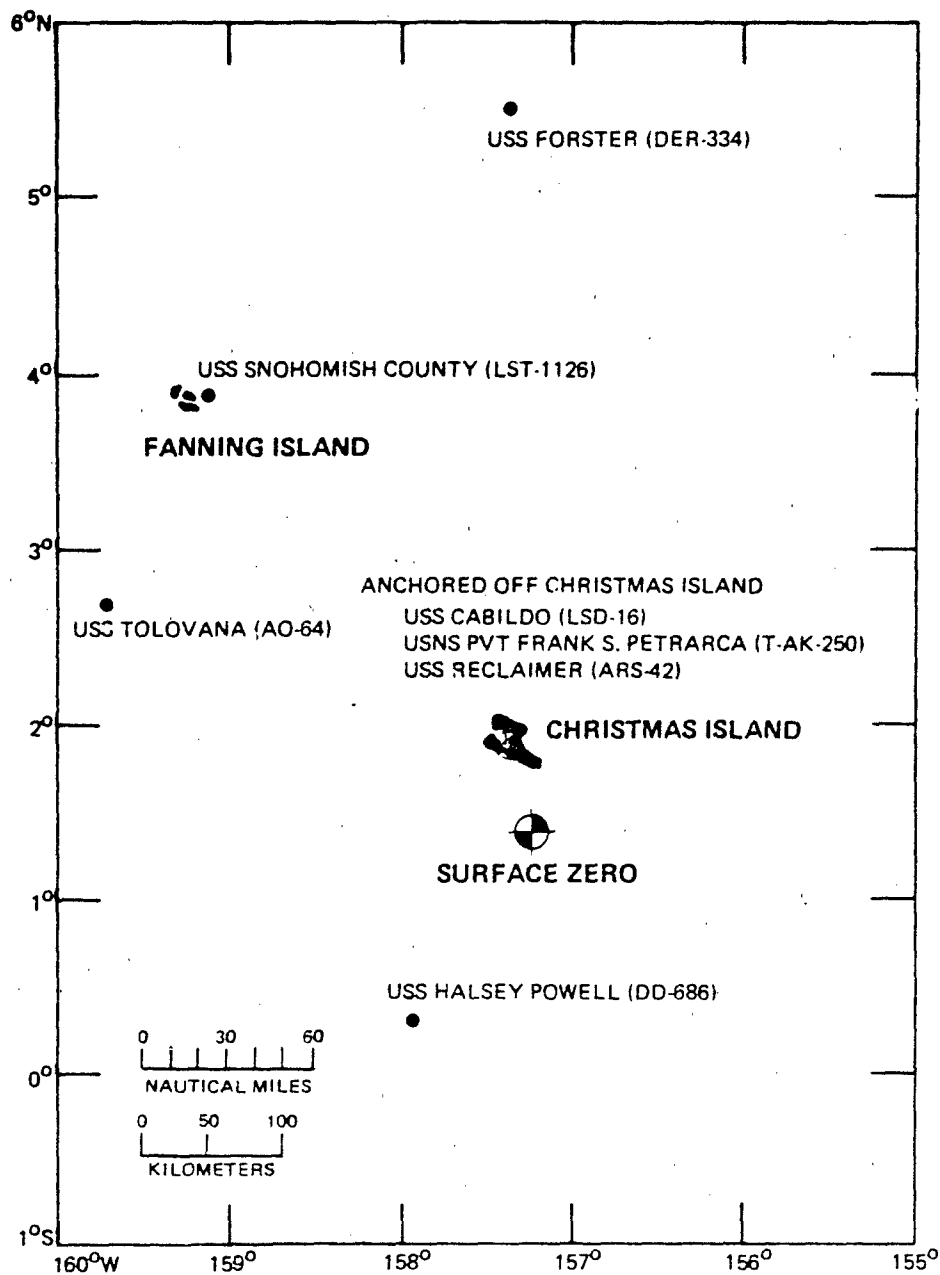 6°N
USS FORSTER (DER-334)
5°
USS SNOHOMISH COUNTY (LST-1126)
4°
FANNING ISLAND
3°
ANCHORED OFF CHRISTMAS ISLAND
USS CABILDO (LSD-16)
USS TOLOVANA (AO-64)
USNS PVT FRANK S. PETRARCA (T-AK-250)
USS RECLAIMER (ARS-42)
2°
CHRISTMAS ISLAND
SURFACE ZERO
1°
USS HALSEY POWELL (DD-686)
0 30 60
NAUTICAL MILES
0°
0 50 100
KILOMETERS
1°S
160°W 159° 158° 157° 156° 155°